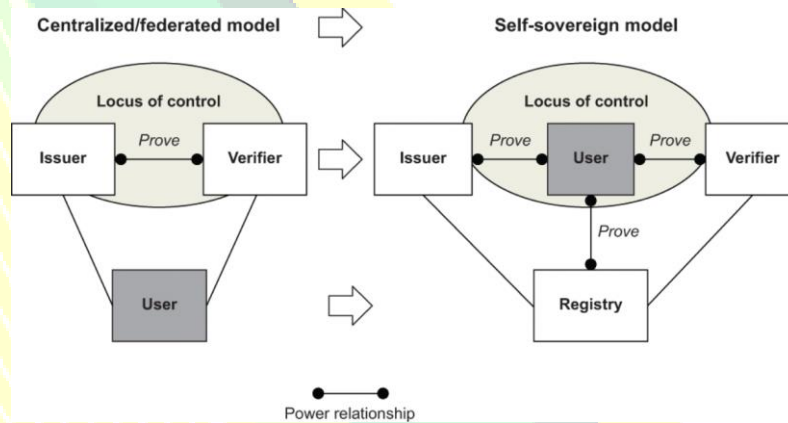 Centralized/federated model
Self-sovereign model
Locus of control
Prove
Issuer
Verifier
User
Locus of control
Prove
Prove
Issuer
User
Verifier
Prove
Registry
Power relationship